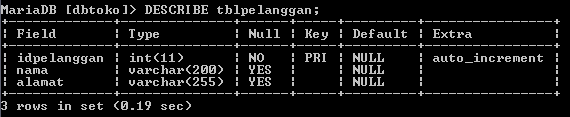 MariaDB [dbtoko]> DESCRIBE tblpelanggan;
+-------------+--------------+------+-----+---------+----------------+
| Field       | Type         | Null | Key | Default | Extra          |
+-------------+--------------+------+-----+---------+----------------+
| idpelanggan | int(11)      | NO   | PRI | NULL    | auto_increment |
| nama        | varchar(200) | YES  |     | NULL    |                |
| alamat      | varchar(255) | YES  |     | NULL    |                |
+-------------+--------------+------+-----+---------+----------------+
3 rows in set (0.19 sec)